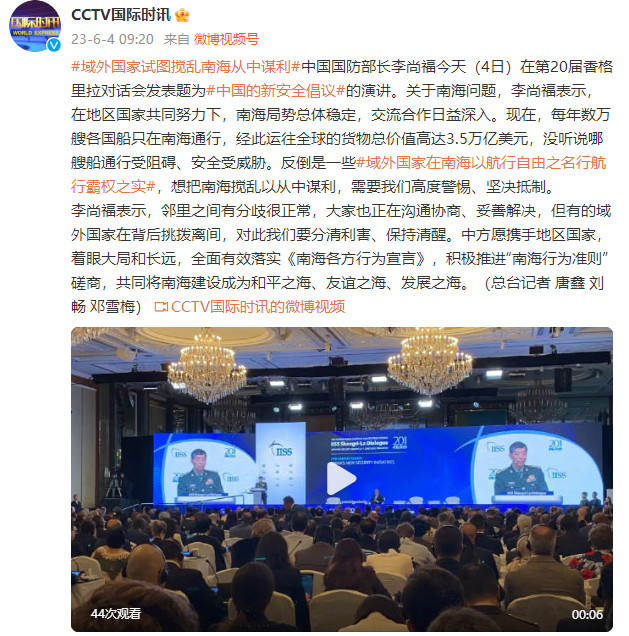 国际时讯
WORLD EXPRESS
CCTV国际时讯
23-6-4 09:20 来自 微博视频号
#域外国家试图搅乱南海从中谋利#中国国防部长李尚福今天（4日）在第20届香格
里拉对话会发表题为#中国的新安全倡议#的演讲。关于南海问题，李尚福表示，
在地区国家共同努力下，南海局势总体稳定，交流合作日益深入。现在，每年数万
艘各国船只在南海通行，经此运往全球的货物总价值高达3.5万亿美元，没听说哪
艘船通行受阻碍、安全受威胁。反倒是一些#域外国家在南海以航行自由之名行航
行霸权之实#，想把南海搅乱以从中谋利，需要我们高度警惕、坚决抵制。
李尚福表示，邻里之间有分歧很正常，大家也正在沟通协商、妥善解决，但有的域
外国家在背后挑拨离间，对此我们要分清利害、保持清醒。中方愿携手地区国家，
着眼大局和长远，全面有效落实《南海各方行为宣言》，积极推进“南海行为准则”
磋商，共同将南海建设成为和平之海、友谊之海、发展之海。（总台记者 唐鑫 刘
畅 邓雪梅） CCTV国际时讯的微博视频
IISS
IISS Shangri-La Dialogue
IISS
IISS
44次观看
00:06